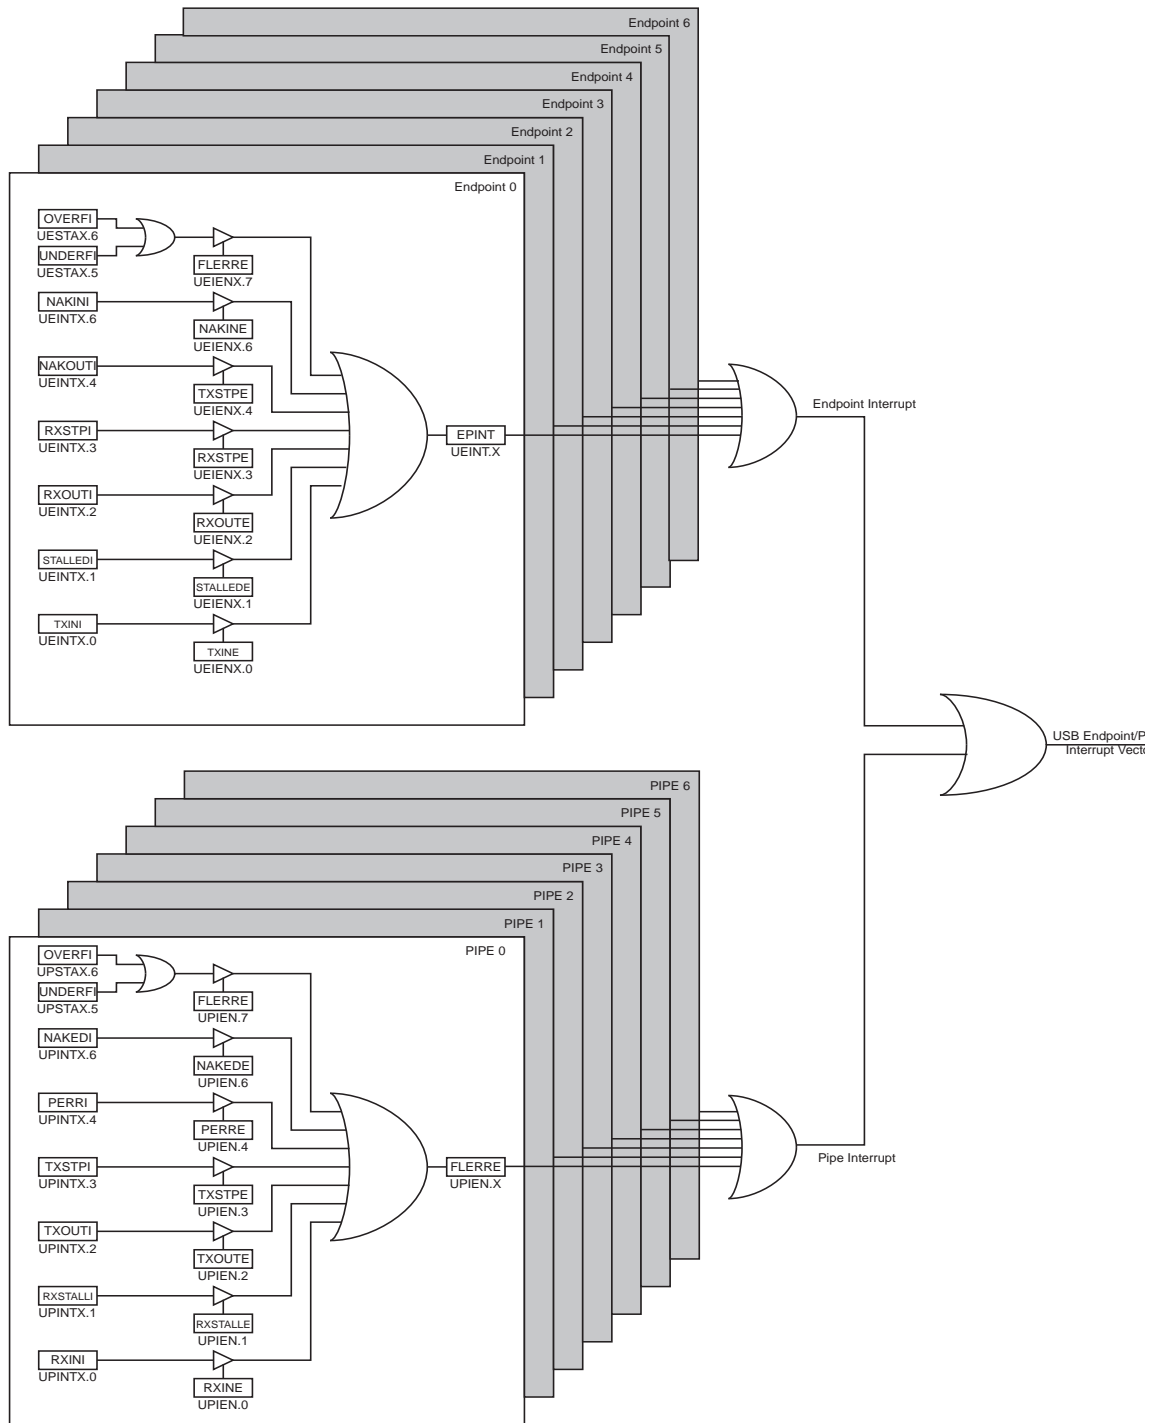 Endpoint 6
Endpoint 5
Endpoint 4
Endpoint 3
Endpoint 2
Endpoint 1
Endpoint 0
OVERFI
UESTAX.6
UNDERFI
UESTAX.5
FLERRE
UEIENX.7
NAKINI
UEINTX.6
NAKINE
UEIENX.6
NAKOUTI
UEINTX.4
TXSTPE
UEIENX.4
RXSTPI
UEINTX.3
RXSTPE
UEIENX.3
RXOUTI
UEINTX.2
RXOUTE
UEIENX.2
STALLEDI
UEINTX.1
STALLEDE
UEIENX.1
TXINI
UEINTX.0
TXINE
UEIENX.0
EPINT
UEINT.X
Endpoint Interrupt
USB Endpoint/P
Interrupt Vect
PIPE 6
PIPE 5
PIPE 4
PIPE 3
PIPE 2
PIPE 1
PIPE 0
OVERFI
UPSTAX.6
UNDERFI
UPSTAX.5
FLERRE
UPIEN.7
NAKEDI
UPINTX.6
NAKEDE
UPIEN.6
PERRI
UPINTX.4
PERRE
UPIEN.4
TXSTPI
UPINTX.3
TXSTPE
UPIEN.3
TXOUTI
UPINTX.2
TXOUTE
UPIEN.2
RXSTALLI
UPINTX.1
RXSTALLE
UPIEN.1
RXINI
UPINTX.0
RXINE
UPIEN.0
FLERRE
UPIEN.X
Pipe Interrupt